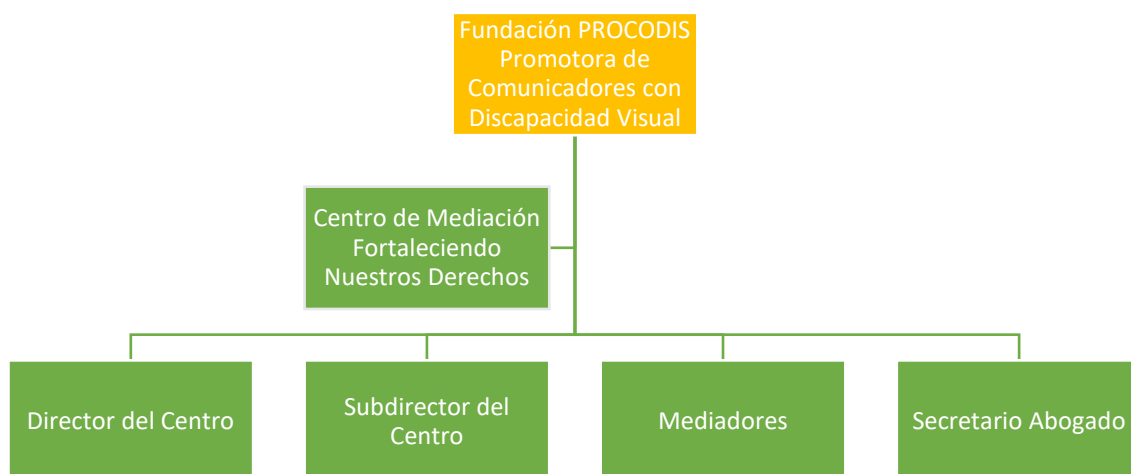 Fundación PROCODIS
Promotora de
Comunicadores con
Discapacidad Visual
Centro de Mediación
Fortaleciendo
Nuestros Derechos
Director del Centro
Subdirector del
Centro
Mediadores
Secretario Abogado